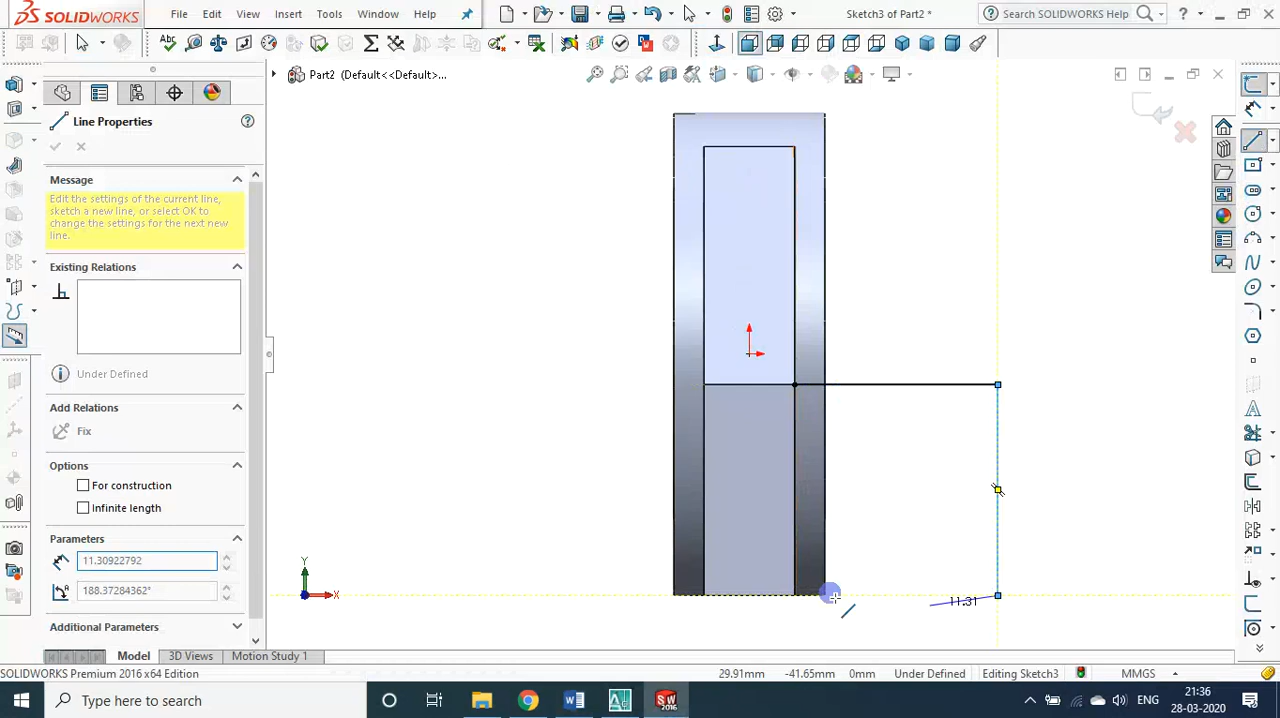 SOLIDWORKS
File
Edit
View
Insert
Tools
Window
Help
Sketch3 of Part2 *
Search SOLIDWORKS Help
?
Part2 (Default<<Default>...
Line Properties
?
Message
Edit the settings of the current line,
sketch a new line, or select OK to
change the settings for the next new
line.
Existing Relations
Under Defined
Add Relations
Fix
Options
For construction
Infinite length
Parameters
11.30922792
188.37284362°
Additional Parameters
Y
X
11.31
Model
3D Views
Motion Study 1
SOLIDWORKS Premium 2016 x64 Edition
29.91mm
-41.65mm
0mm
Under Defined
Editing Sketch3
MMGS
Type here to search
ENG
21:36
28-03-2020